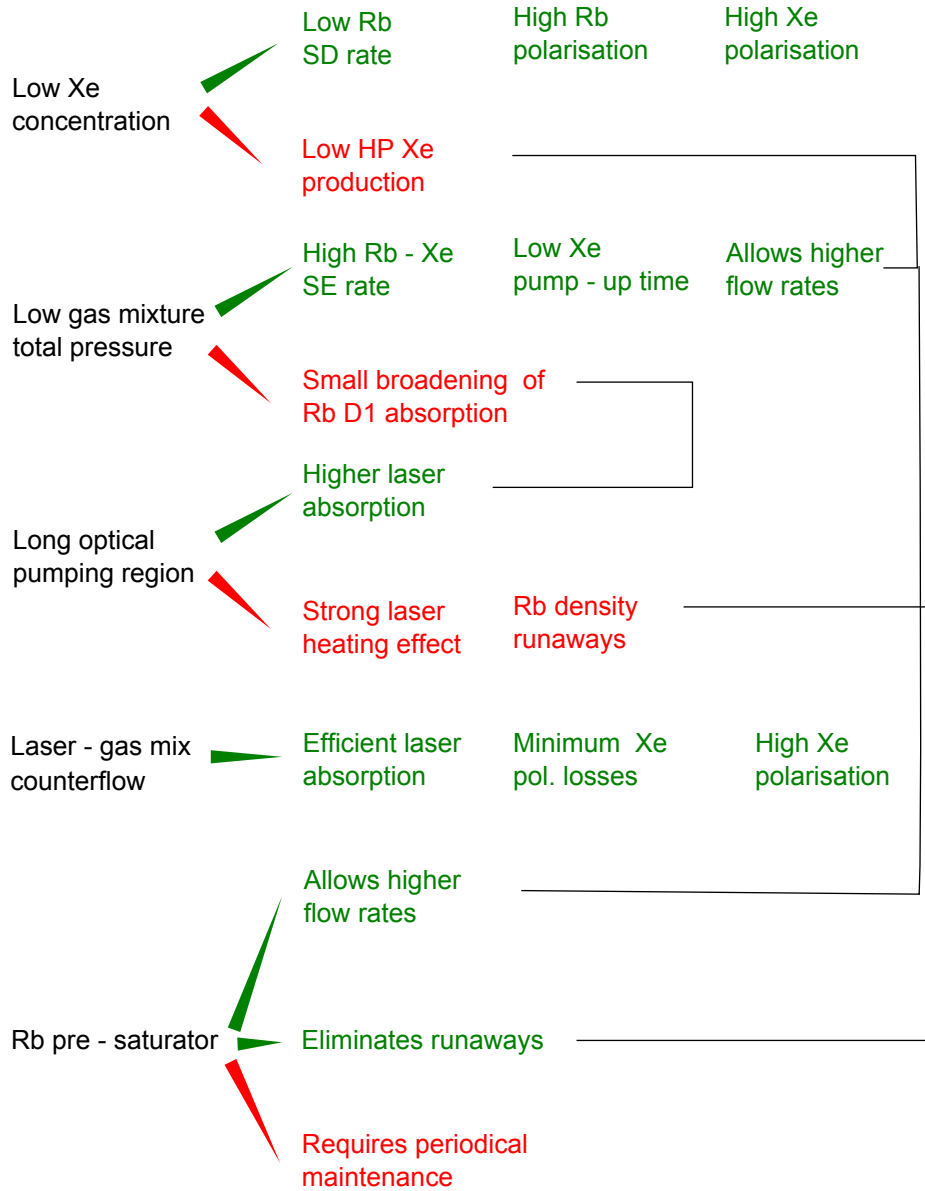 Low Xe
concentration
Low Rb
SD rate
High Rb
polarisation
High Xe
polarisation
Low HP Xe
production
Low gas mixture
total pressure
High Rb - Xe
SE rate
Low Xe
pump - up time
Allows higher
flow rates
Small broadening of
Rb D1 absorption
Long optical
pumping region
Higher laser
absorption
Strong laser
heating effect
Rb density
runaways
Laser - gas mix
counterflow
Efficient laser
absorption
Minimum Xe
pol. losses
High Xe
polarisation
Rb pre - saturator
Allows higher
flow rates
Eliminates runaways
Requires periodical
maintenance